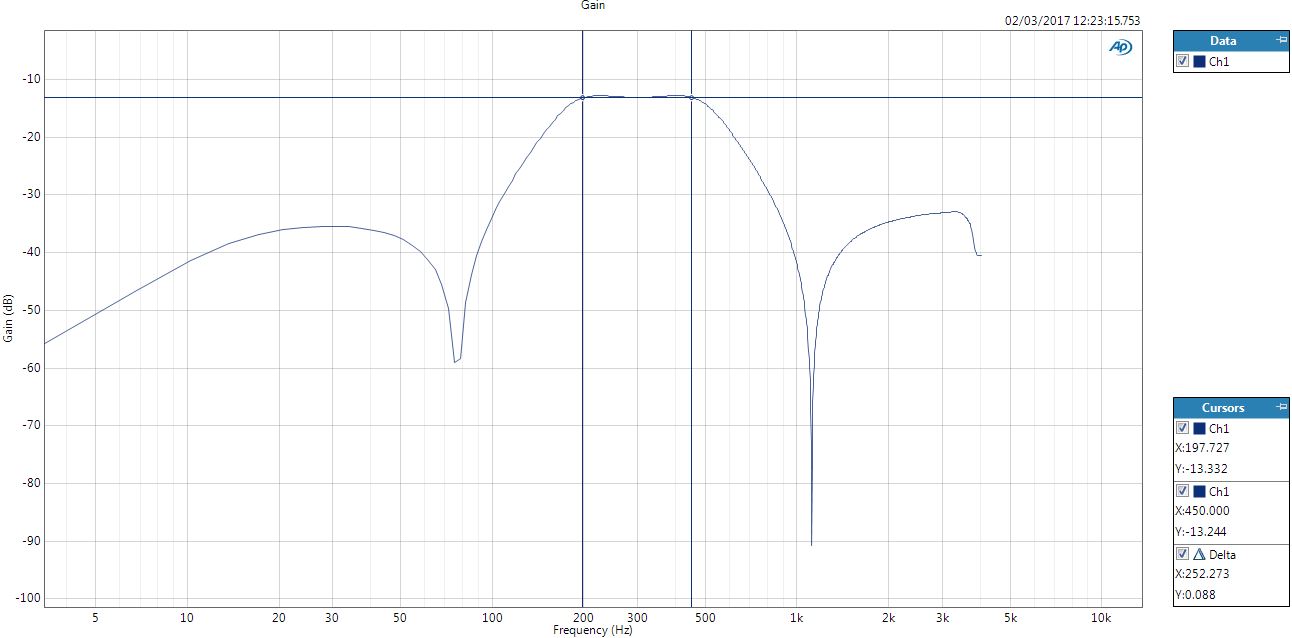 Gain
02/03/2017 12:23:15.753
AP
Data
Ch1
-10
-20
-30
-40
-50
-60
-70
-80
-90
-100
Gain (dB)
5 10 20 30 50 100 200 300 500 1k 2k 3k 5k 10k
Frequency (Hz)
Cursors
Ch1
X:197.727
Y:-13.332
Ch1
X:450.000
Y:-13.244
Delta
X:252.273
Y:0.088